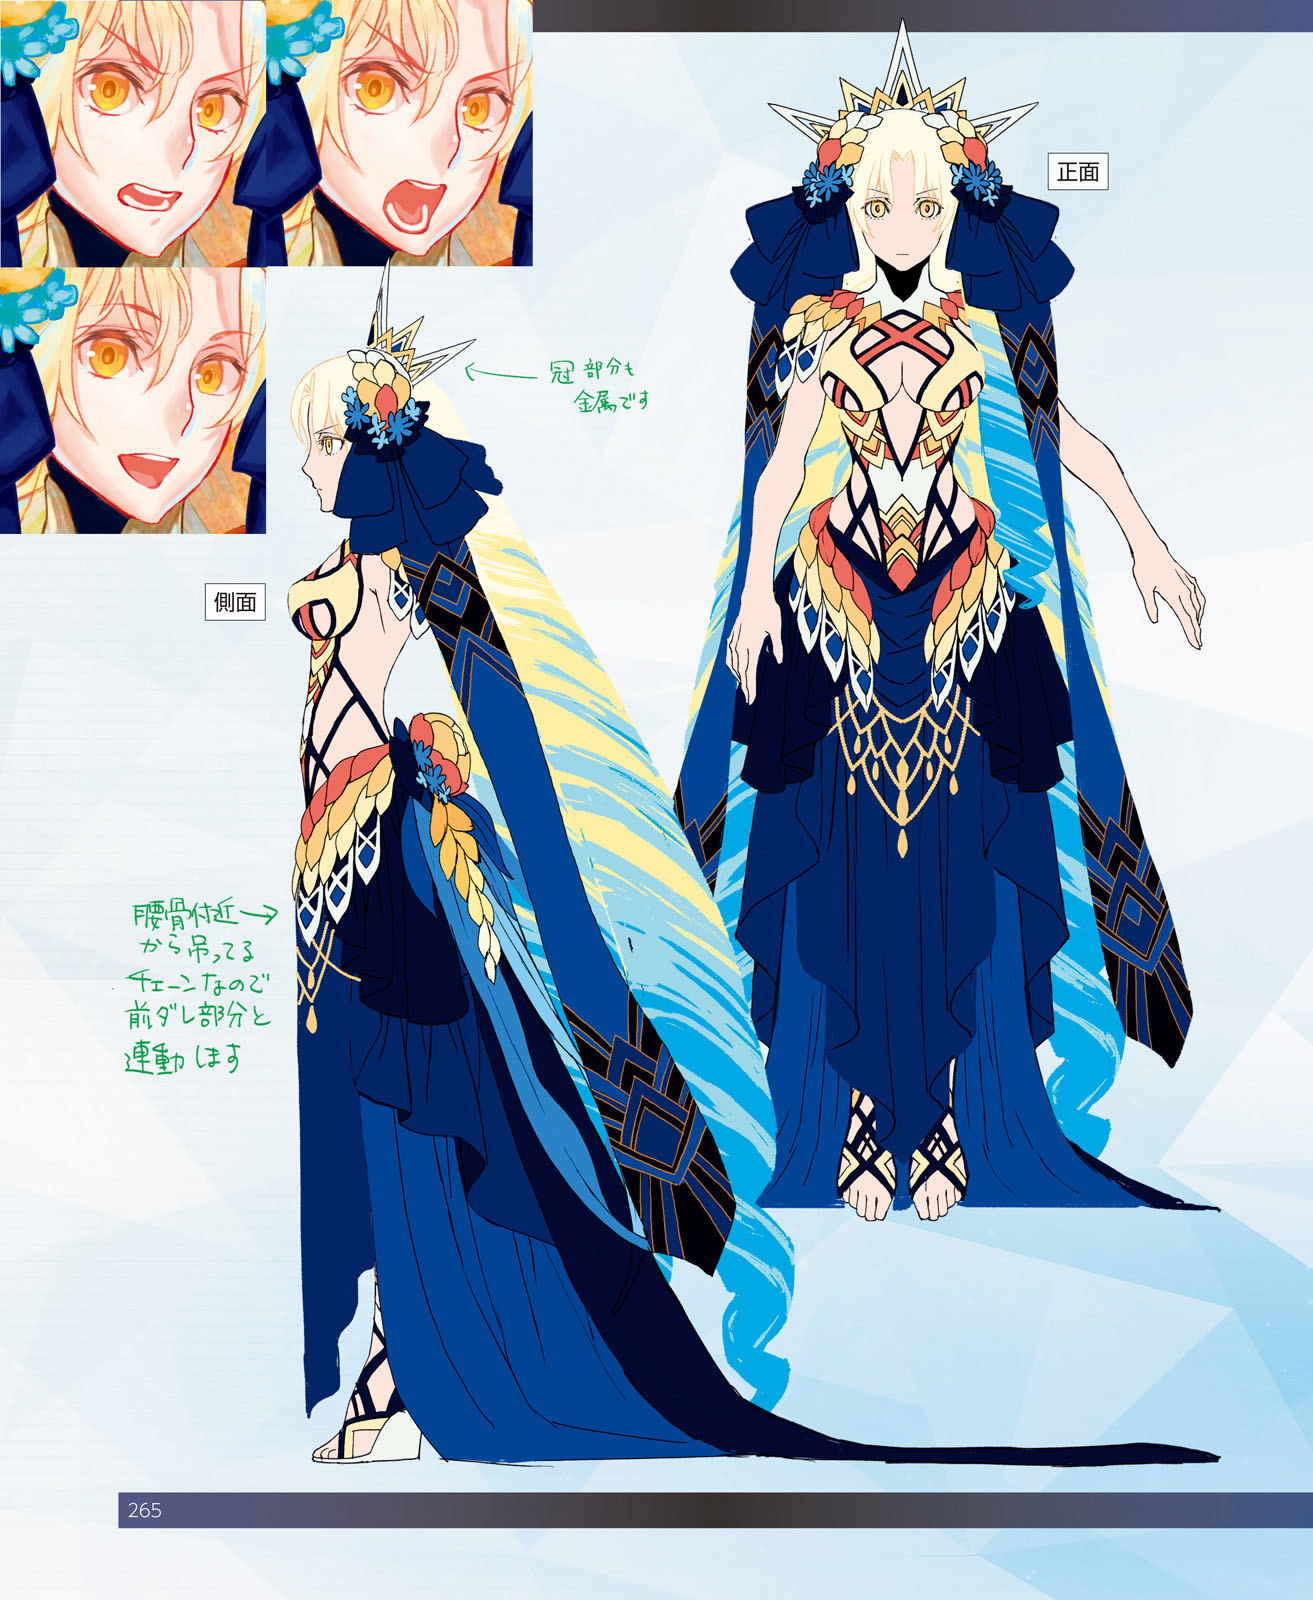 正面
冠部分も
金属です
側面
腰骨付近
から吊ってる
チェーンなので
前ダレ部分と
連動します
265